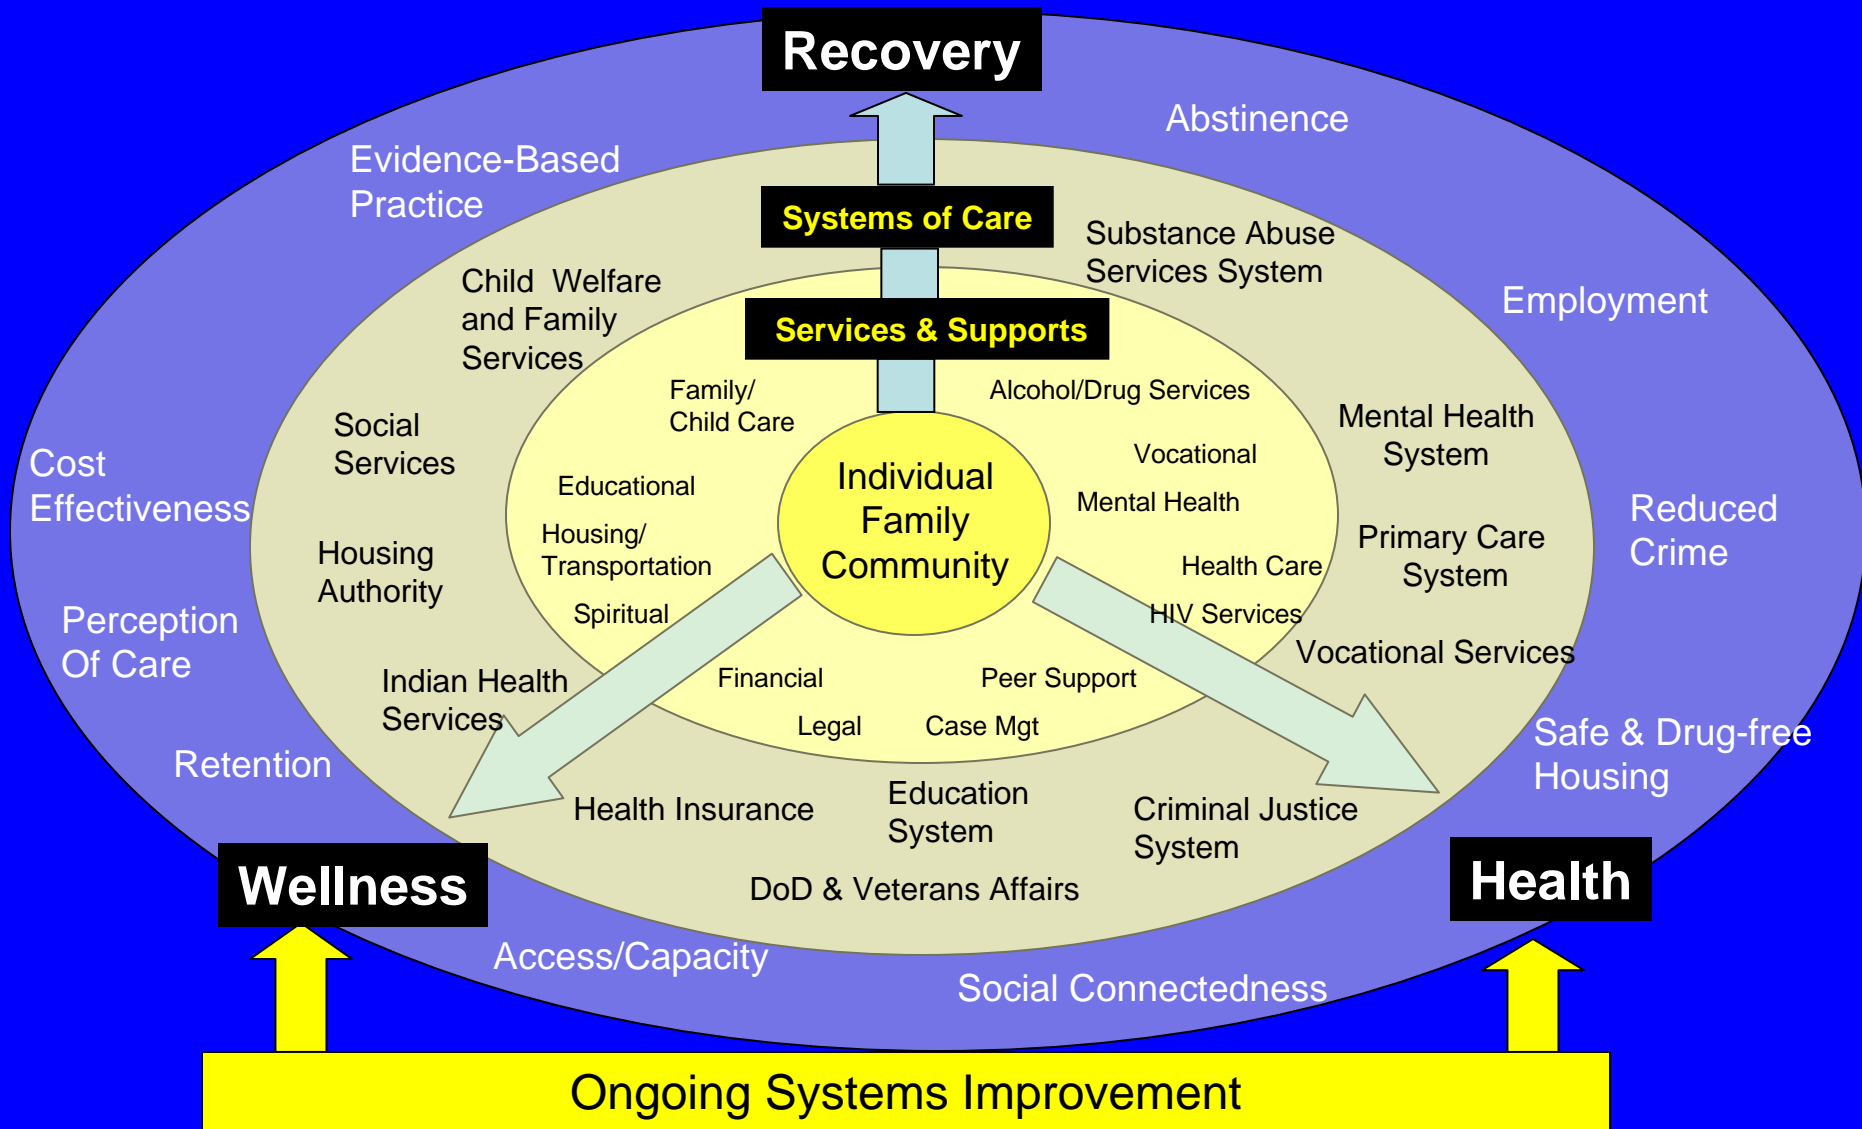 Recovery
Abstinence
Evidence-Based
Practice
Systems of Care
Substance Abuse
Services System
Child Welfare
and Family
Services
Employment
Services & Supports
Family/
Child Care
Alcohol/Drug Services
Social
Services
Mental Health
System
Cost
Effectiveness
Educational
Individual
Family
Community
Vocational
Mental Health
Reduced
Crime
Housing
Authority
Housing/
Transportation
Health Care
Primary Care
System
Perception
Of Care
Spiritual
HIV Services
Vocational Services
Indian Health
Services
Financial
Peer Support
Legal
Case Mgt
Safe & Drug-free
Housing
Retention
Health Insurance
Education
System
Criminal Justice
System
Wellness
DoD & Veterans Affairs
Health
Access/Capacity
Social Connectedness
Ongoing Systems Improvement